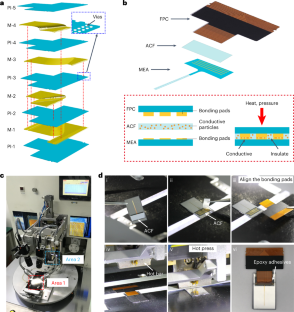 a
PI-5
M-4
Vias
PI-4
M-3
PI-3
M-2
PI-2
M-1
PI-1
b
FPC
ACF
MEA
FPC
Bonding pads
ACF
Conductive
particles
MEA
Bonding pads
Heat, pressure
Conductive
Insulate
c
Area 2
Area 1
d
i
ii
ACF
iii
Align the bonding pads
iv
Hot bar
v
Hot press
ACF
vi
Epoxy adhesives